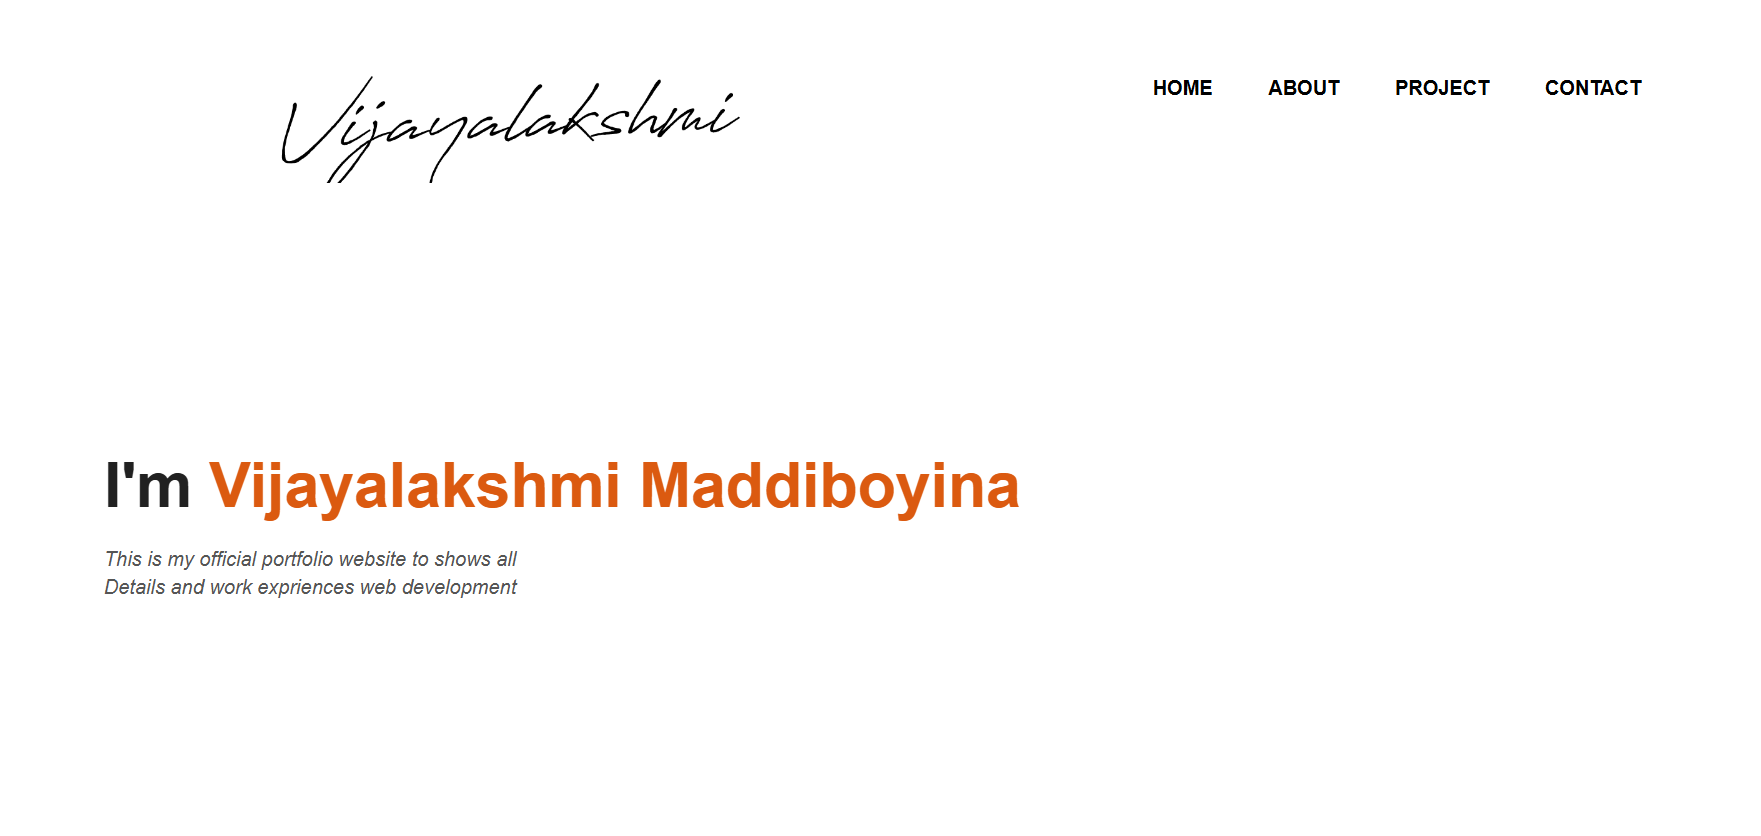 Vijayalakshmi
HOME ABOUT PROJECT CONTACT
I'm Vijayalakshmi Maddiboyina
This is my official portfolio website to shows all
Details and work expriences web development